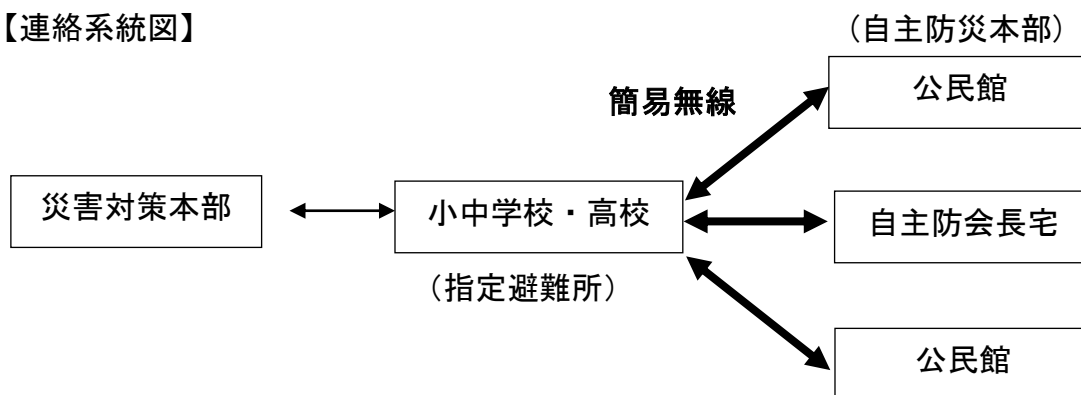 【連絡系統図】
(自主防災本部)
公民館
簡易無線
災害対策本部
小中学校・高校
自主防会長宅
(指定避難所)
公民館